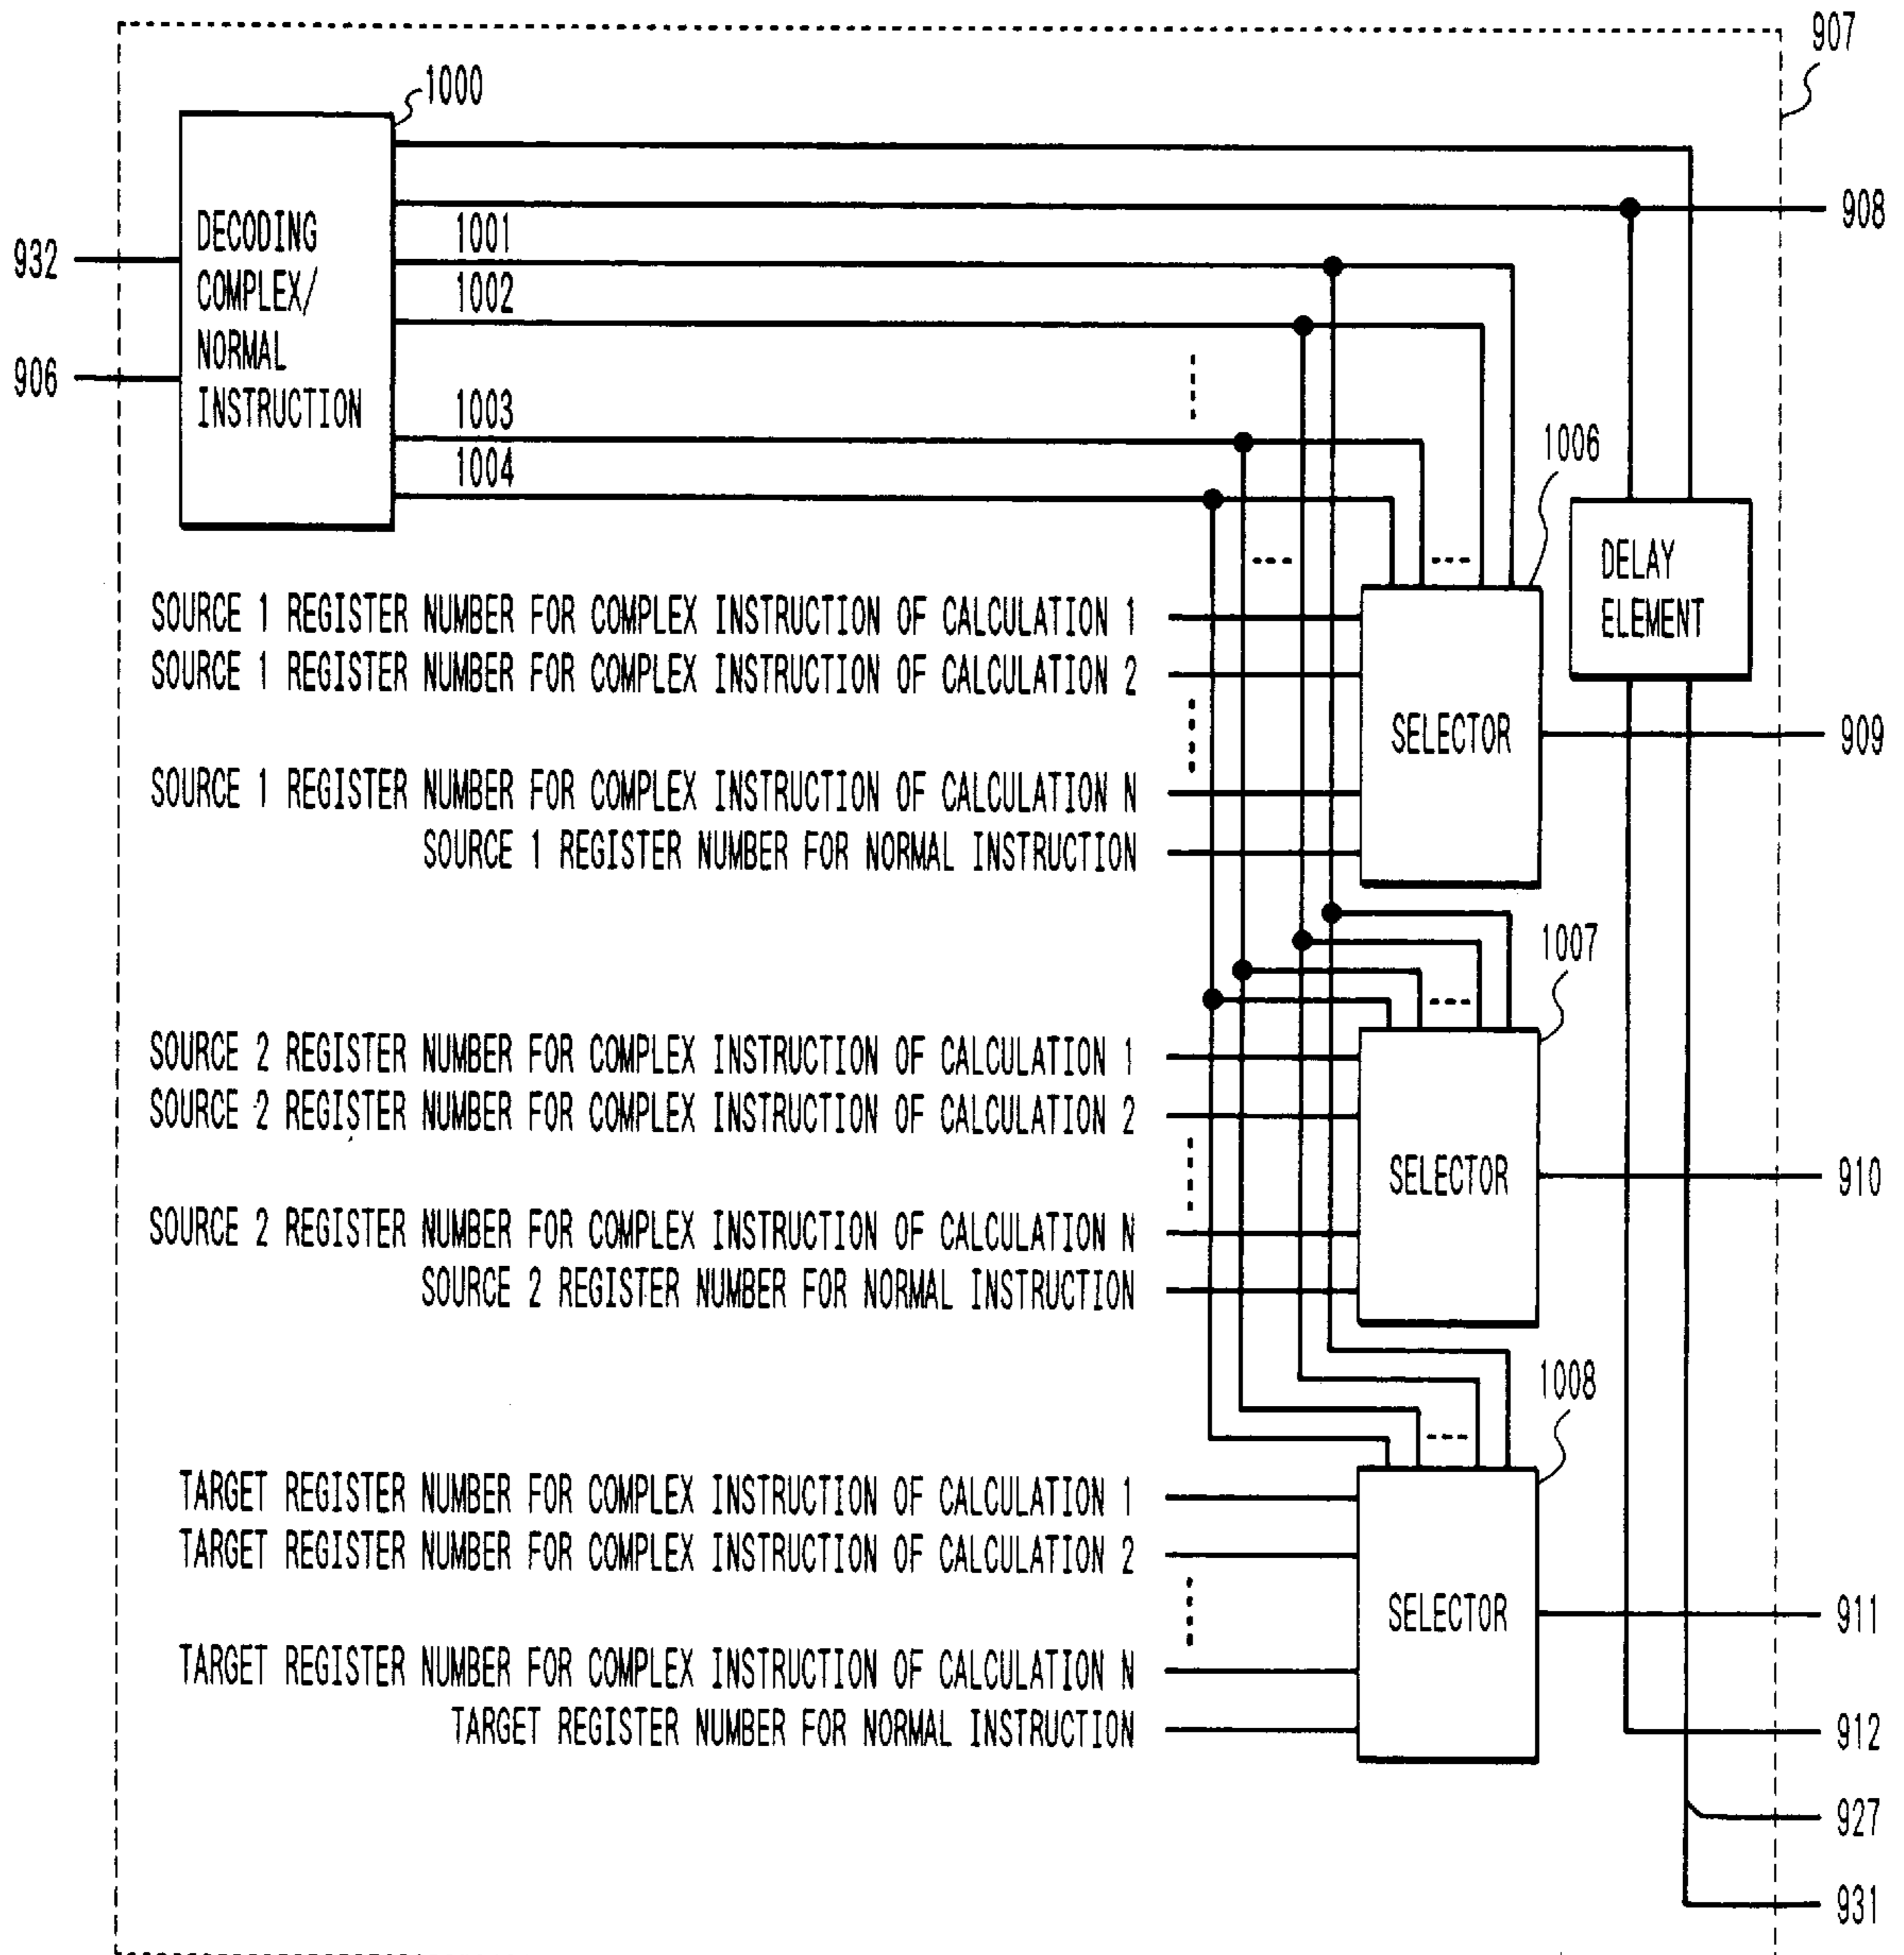 907
1000
DECODING
COMPLEX/
NORMAL
INSTRUCTION
932
906
908
1001
1002
1003
1004
1006
DELAY
ELEMENT
SOURCE 1 REGISTER NUMBER FOR COMPLEX INSTRUCTION OF CALCULATION 1
SOURCE 1 REGISTER NUMBER FOR COMPLEX INSTRUCTION OF CALCULATION 2
SELECTOR
909
SOURCE 1 REGISTER NUMBER FOR COMPLEX INSTRUCTION OF CALCULATION N
SOURCE 1 REGISTER NUMBER FOR NORMAL INSTRUCTION
1007
SOURCE 2 REGISTER NUMBER FOR COMPLEX INSTRUCTION OF CALCULATION 1
SOURCE 2 REGISTER NUMBER FOR COMPLEX INSTRUCTION OF CALCULATION 2
SELECTOR
910
SOURCE 2 REGISTER NUMBER FOR COMPLEX INSTRUCTION OF CALCULATION N
SOURCE 2 REGISTER NUMBER FOR NORMAL INSTRUCTION
1008
TARGET REGISTER NUMBER FOR COMPLEX INSTRUCTION OF CALCULATION 1
TARGET REGISTER NUMBER FOR COMPLEX INSTRUCTION OF CALCULATION 2
SELECTOR
911
TARGET REGISTER NUMBER FOR COMPLEX INSTRUCTION OF CALCULATION N
TARGET REGISTER NUMBER FOR NORMAL INSTRUCTION
912
927
931